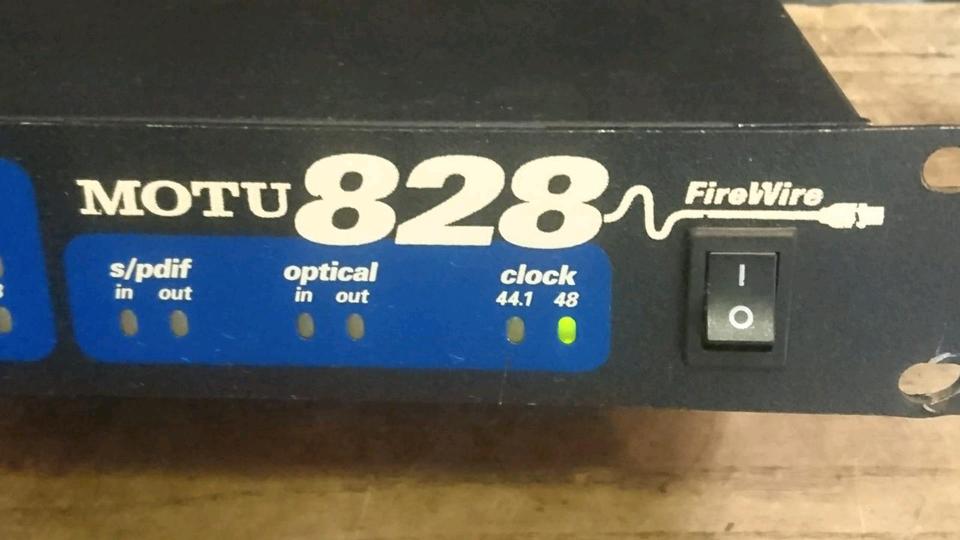 MOTU 828 FireWire
s/pdif optical clock
in out in out 44.1 48